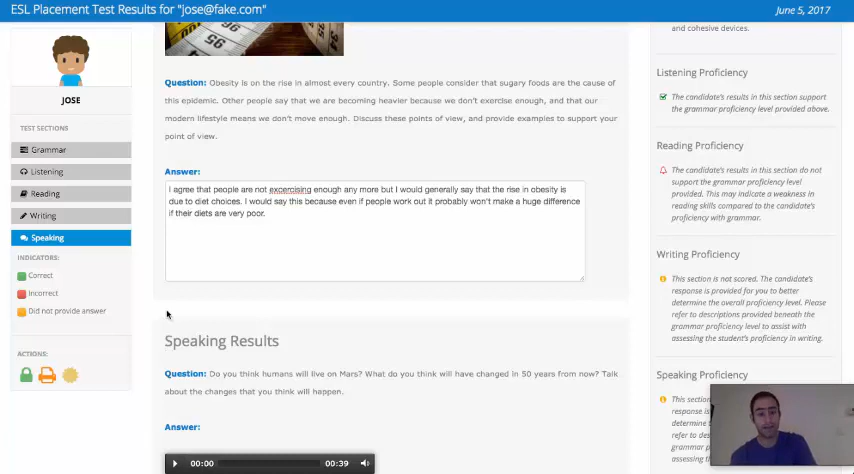 ESL Placement Test Results for "jose@fake.com"
June 5, 2017
JOSE
TEST SECTIONS
Grammar
Listening
Reading
Writing
Speaking
INDICATORS:
Correct
Incorrect
Did not provide answer
ACTIONS:
95
Question: Obesity is on the rise in almost every country. Some people consider that sugary foods are the cause of
this epidemic. Other people say that we are becoming heavier because we don't exercise enough, and that our
modern lifestyle means we don't move enough. Discuss these points of view, and provide examples to support your
point of view.
Answer:
I agree that people are not excercising enough any more but I would generally say that the rise in obesity is
due to diet choices. I would say this because even if people work out it probably won't make a huge difference
if their diets are very poor.
Speaking Results
Question: Do you think humans will live on Mars? What do you think will have changed in 50 years from now? Talk
about the changes that you think will happen.
Answer:
00:00
00:39
and cohesive devices.
Listening Proficiency
The candidate's results in this section support
the grammar proficiency level provided above.
Reading Proficiency
The candidate's results in this section do not
support the grammar proficiency level
provided. This may indicate a weakness in
reading skills compared to the candidate's
proficiency with grammar.
Writing Proficiency
This section is not scored. The candidate's
response is provided for you to better
determine the overall proficiency level. Please
refer to descriptions provided beneath the
grammar proficiency level to assist with
assessing the student's proficiency in writing.
Speaking Proficiency
This section
response is
determine
refer to
grammar
assessing